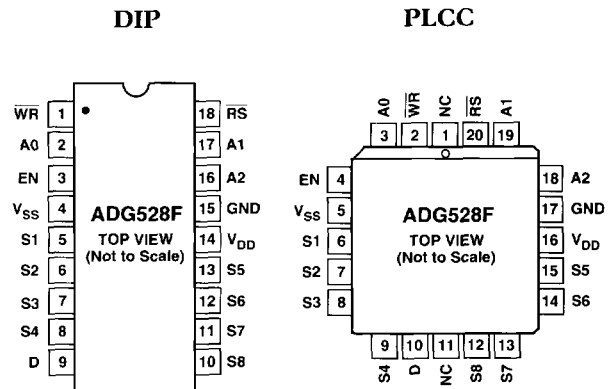 DIP
PLCC
W̅R̅ 1
A0 2
EN 3
VSS 4
S1 5
S2 6
S3 7
S4 8
D 9
ADG528F
TOP VIEW
(Not to Scale)
18 R̅S̅
17 A1
16 A2
15 GND
14 VDD
13 S5
12 S6
11 S7
10 S8
A0 W̅R̅ NC R̅S̅ A1
3 2 1 20 19
EN 4
VSS 5
S1 6
S2 7
S3 8
ADG528F
TOP VIEW
(Not to Scale)
18 A2
17 GND
16 VDD
15 S5
14 S6
9 10 11 12 13
S4 D NC S8 S7